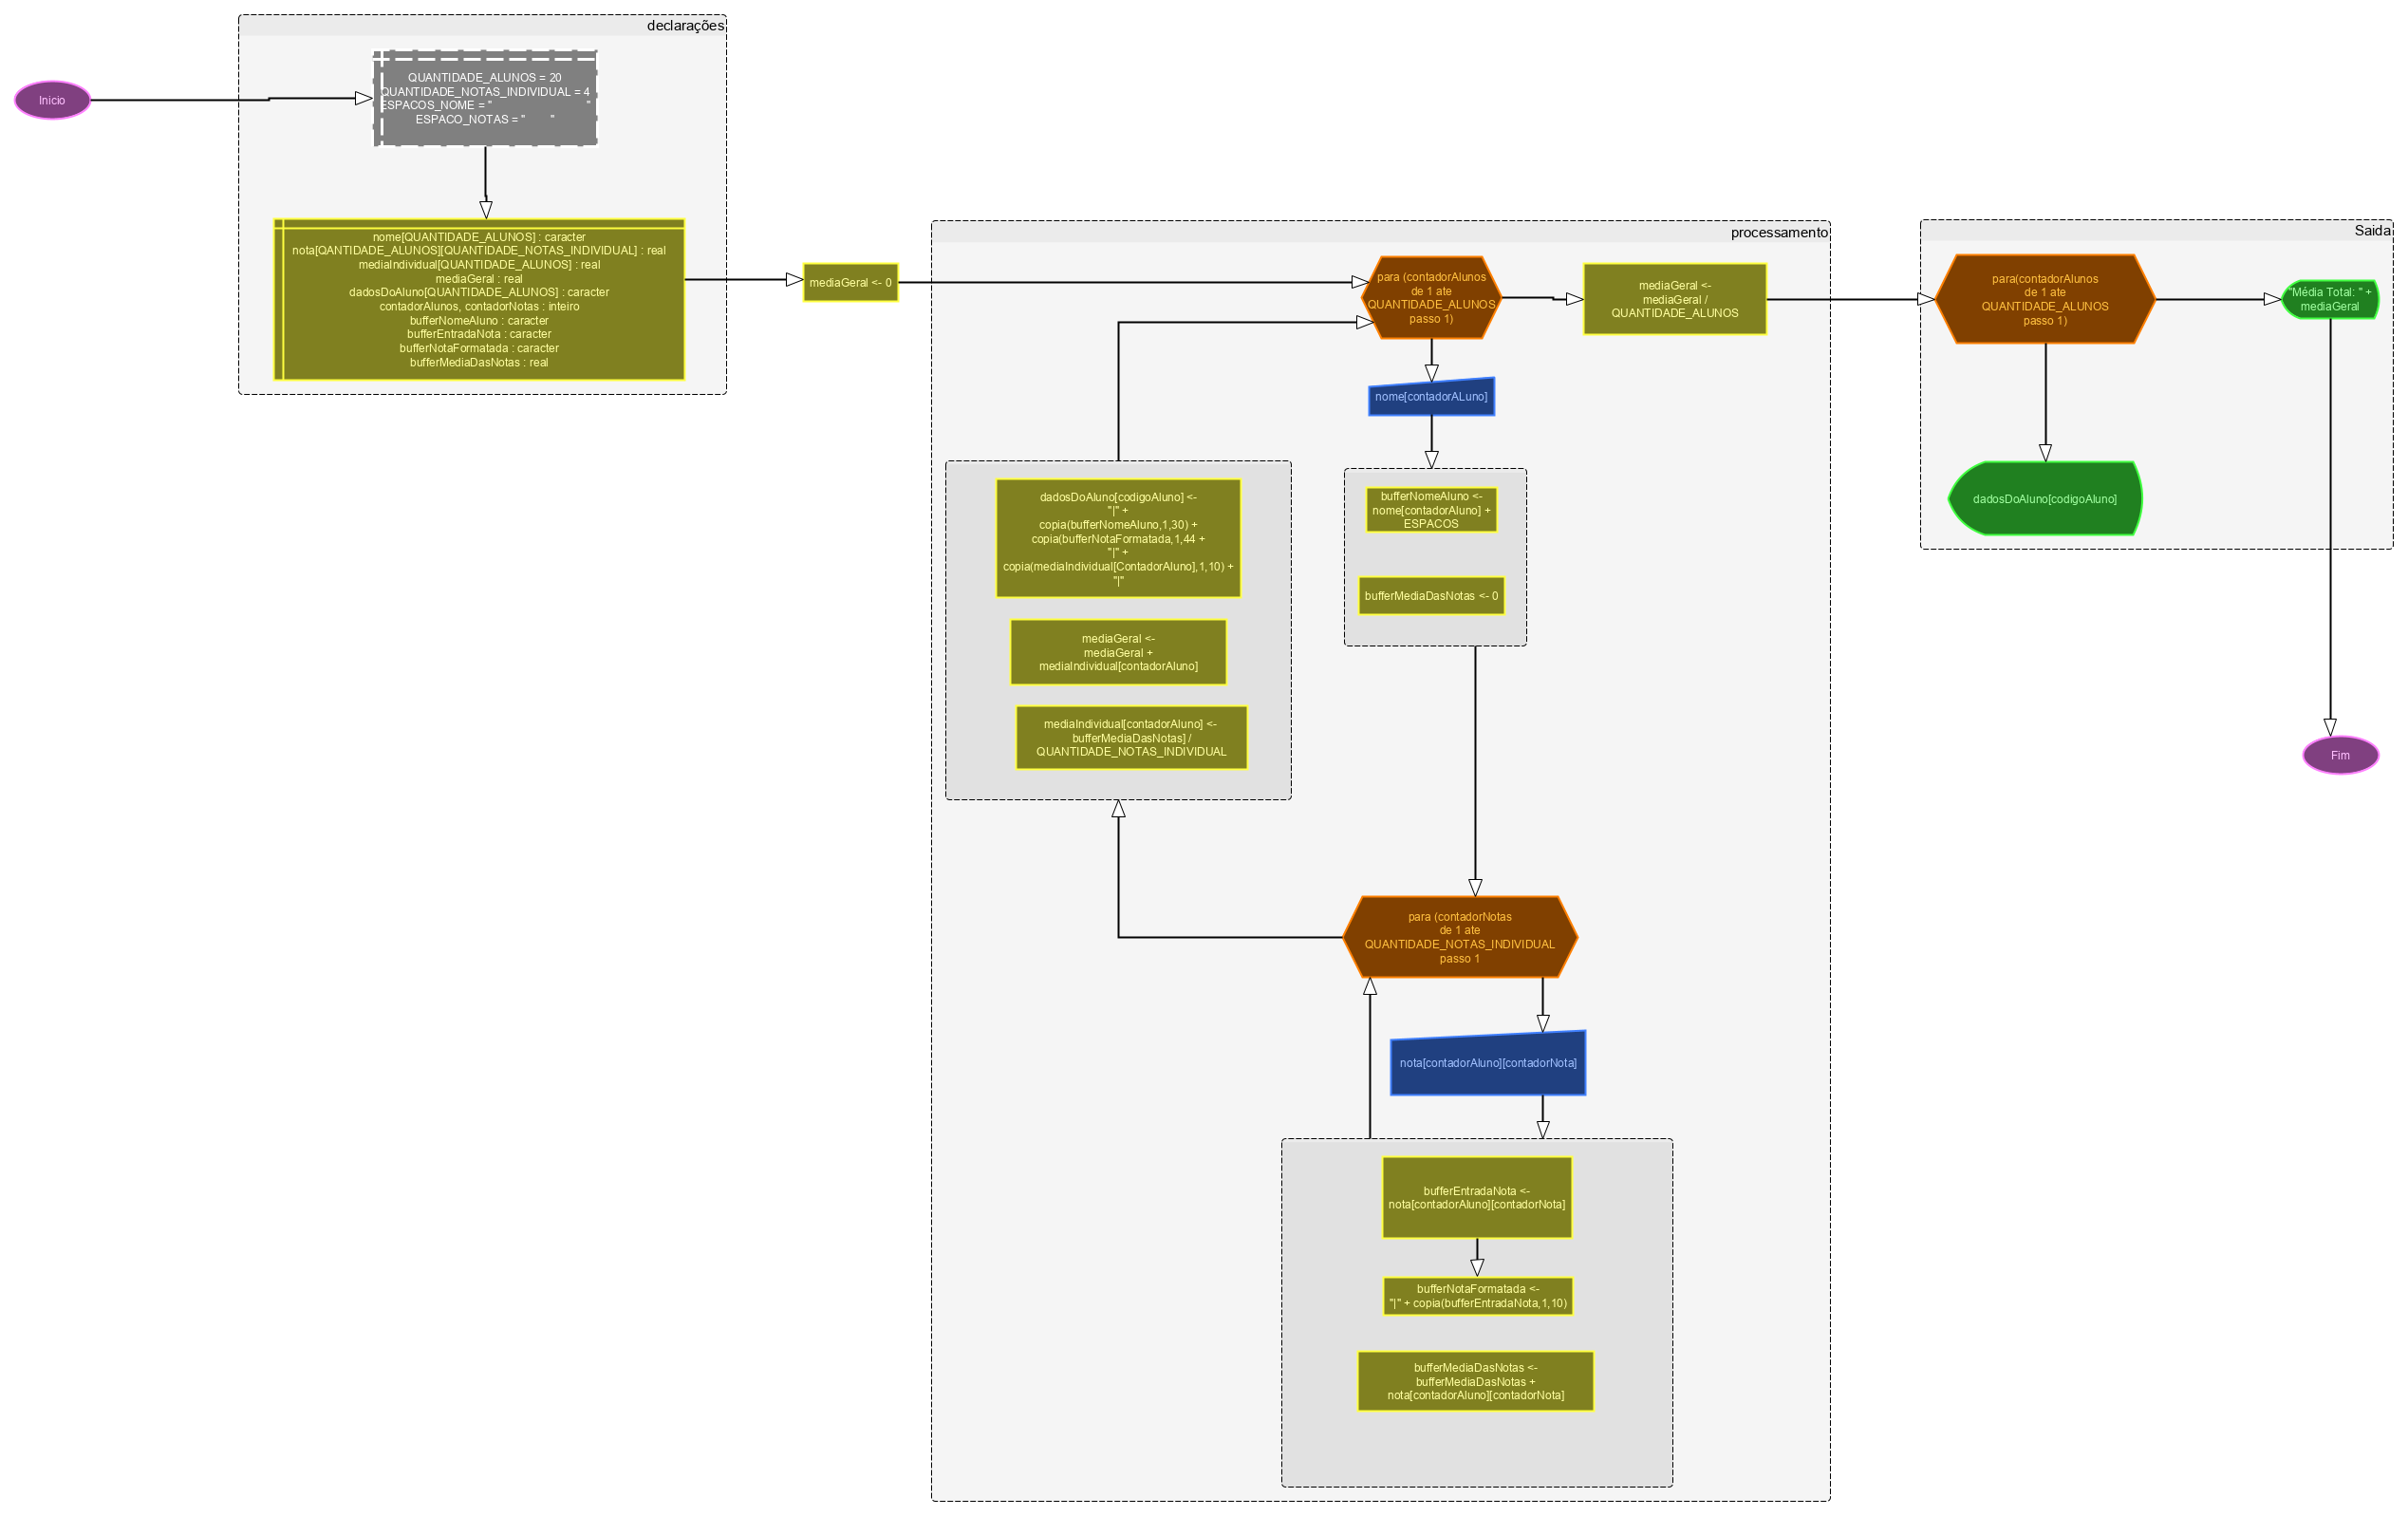 declarações
Inicio
QUANTIDADE_ALUNOS = 20
QUANTIDADE_NOTAS_INDIVIDUAL = 4
ESPACOS_NOME = "                              "
ESPACO_NOTAS = "        "
nome[QUANTIDADE_ALUNOS] : caracter
nota[QANTIDADE_ALUNOS][QUANTIDADE_NOTAS_INDIVIDUAL] : real
mediaIndividual[QUANTIDADE_ALUNOS] : real
mediaGeral : real
dadosDoAluno[QUANTIDADE_ALUNOS] : caracter
contadorAlunos, contadorNotas : inteiro
bufferNomeAluno : caracter
bufferEntradaNota : caracter
bufferNotaFormatada : caracter
bufferMediaDasNotas : real
mediaGeral <- 0
processamento
para (contadorAlunos
de 1 ate
QUANTIDADE_ALUNOS
passo 1)
mediaGeral <-
mediaGeral /
QUANTIDADE_ALUNOS
nome[contadorALuno]
bufferNomeAluno <-
nome[contadorAluno] +
ESPACOS
bufferMediaDasNotas <- 0
dadosDoAluno[codigoAluno] <-
"|" +
copia(bufferNomeAluno,1,30) +
copia(bufferNotaFormatada,1,44 +
"|" +
copia(mediaIndividual[ContadorAluno],1,10) +
"|"
mediaGeral <-
mediaGeral +
mediaIndividual[contadorAluno]
mediaIndividual[contadorAluno] <-
bufferMediaDasNotas] /
QUANTIDADE_NOTAS_INDIVIDUAL
para (contadorNotas
de 1 ate
QUANTIDADE_NOTAS_INDIVIDUAL
passo 1
nota[contadorAluno][contadorNota]
bufferEntradaNota <-
nota[contadorAluno][contadorNota]
bufferNotaFormatada <-
"|" + copia(bufferEntradaNota,1,10)
bufferMediaDasNotas <-
bufferMediaDasNotas +
nota[contadorAluno][contadorNota]
Saida
para(contadorAlunos
de 1 ate
QUANTIDADE_ALUNOS
passo 1)
"Média Total: " +
mediaGeral
dadosDoAluno[codigoAluno]
Fim